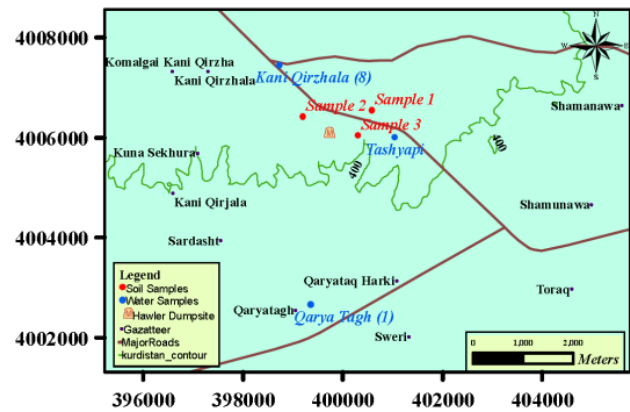 4008000
4006000
4004000
4002000
396000
398000
400000
402000
404000
N
W
E
S
Komalgai Kani Qirzha
Kani Qirzhala
Kani Qirzhala (8)
Sample 1
Sample 2
Sample 3
Tashyapi
Shamanawa
400
400
Kuna Sekhura
Kani Qirjala
Shamunawa
Sardasht
Qaryataq Harki
Toraq
Qaryatagh
Qarya Tagh (1)
Swerl
Legend
Soil Samples
Water Samples
Hawler Dumpsite
Gazatteer
MajorRoads
kurdistan_contour
0 1,000 2,000
Meters